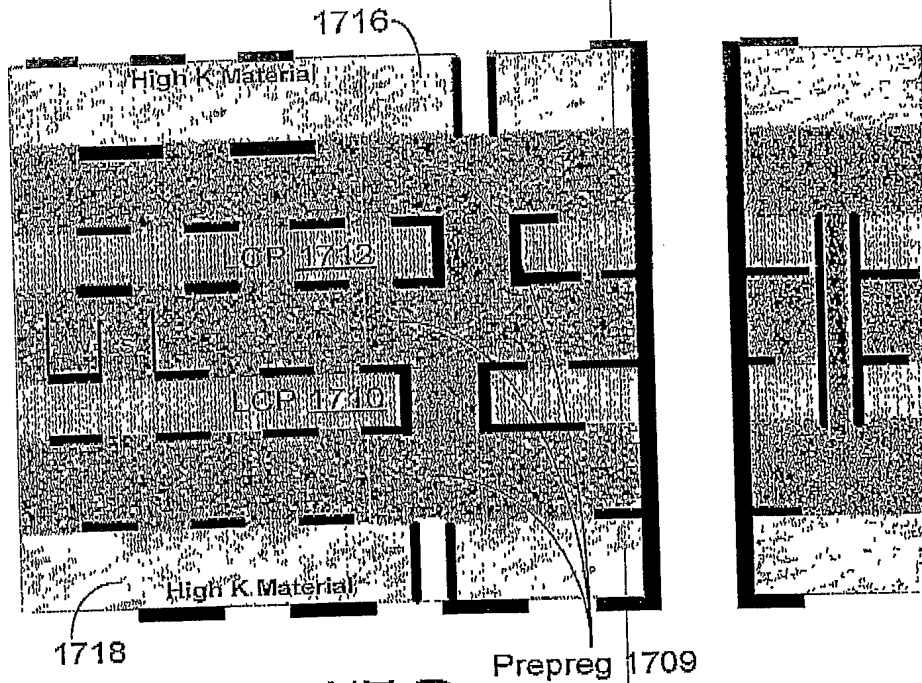 1716
High K Material
LCP 1712
LCP 1710
High K Material
1718
Prepreg 1709